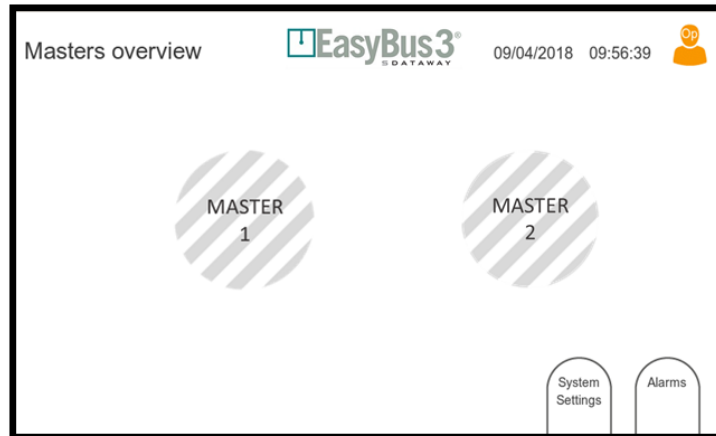 Masters overview
EasyBus3®
DATAWAY
09/04/2018 09:56:39
Op
MASTER
1
MASTER
2
System
Settings
Alarms